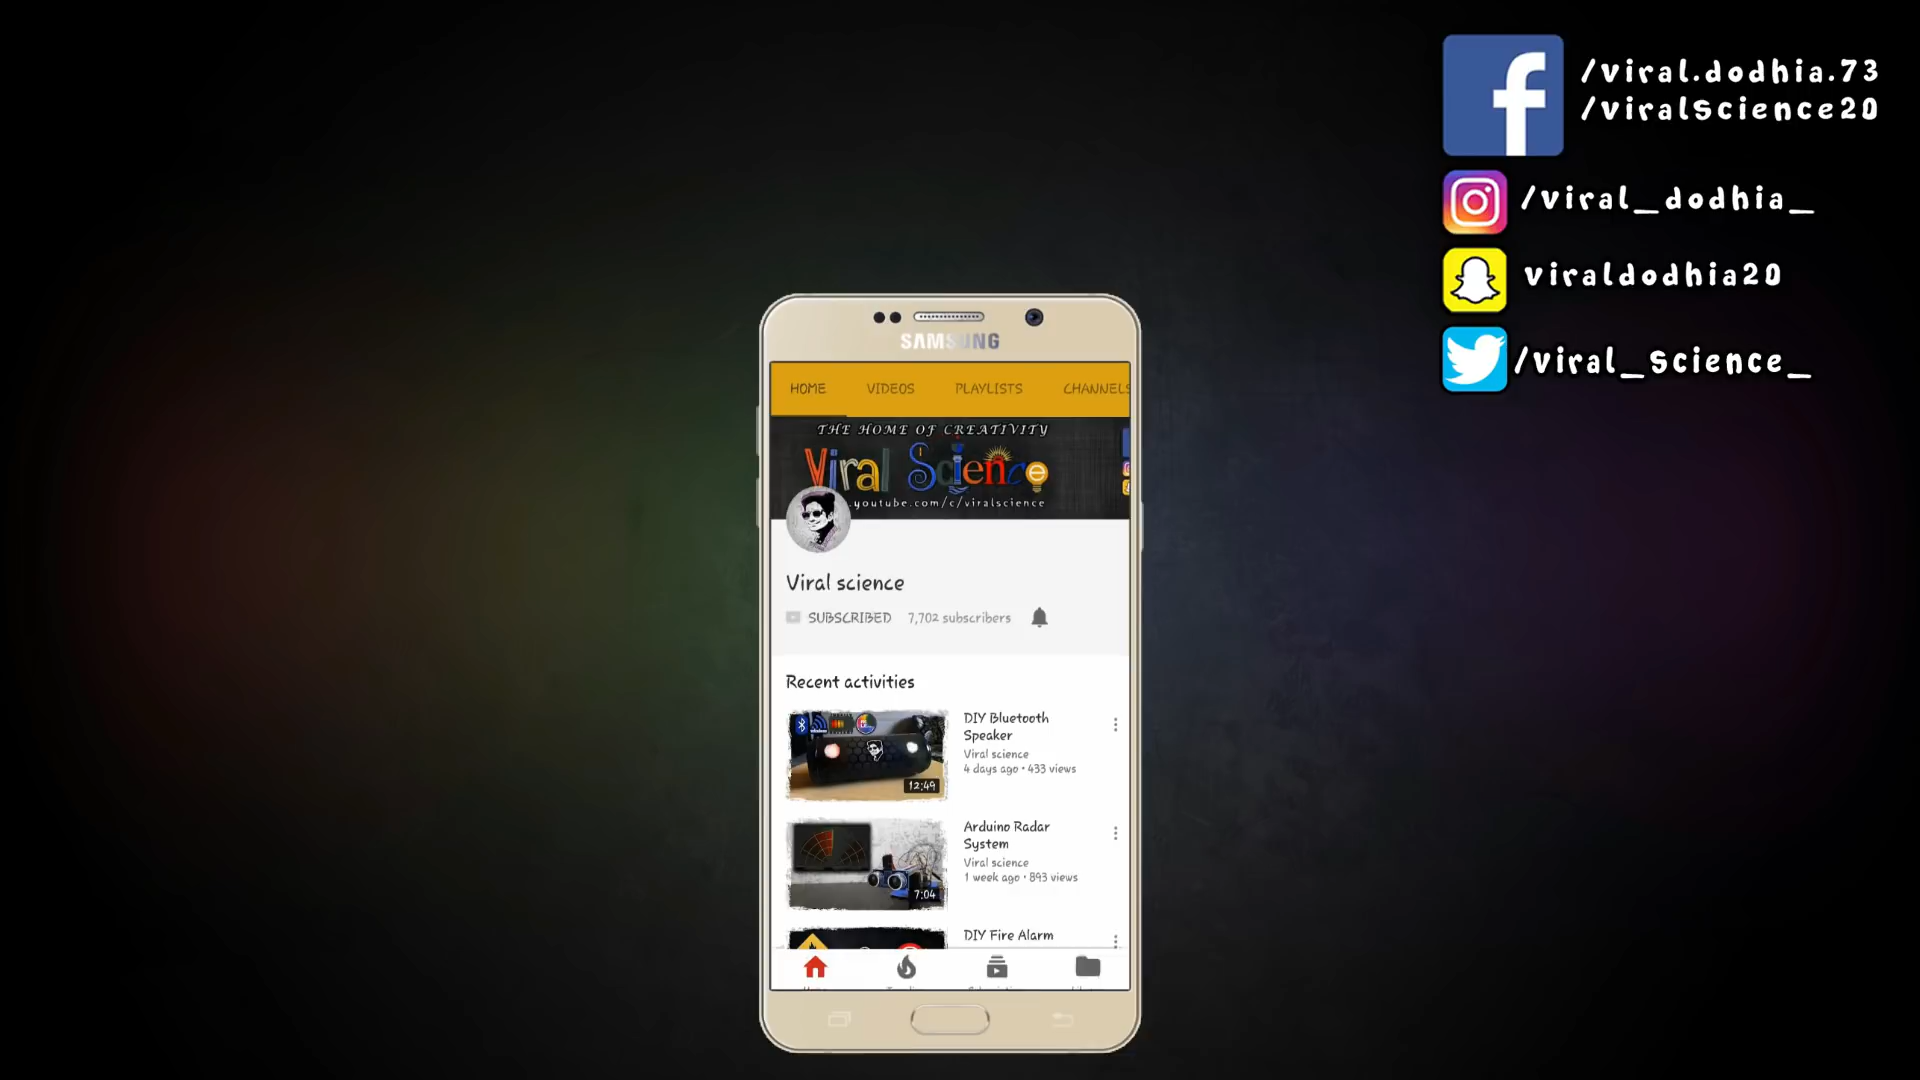 /viral.dodhia.73
/viralscience20
/viral_dodhia_
viraldodhia20
/viral_science_
SAMSUNG
HOME VIDEOS PLAYLISTS CHANNELS
THE HOME OF CREATIVITY
Viral Science
youtube.com/c/viralscience
Viral science
SUBSCRIBED 7,702 subscribers
Recent activities
DIY Bluetooth
Speaker
Viral science
4 days ago • 433 views
12:49
Arduino Radar
System
Viral science
1 week ago • 893 views
7:04
DIY Fire Alarm